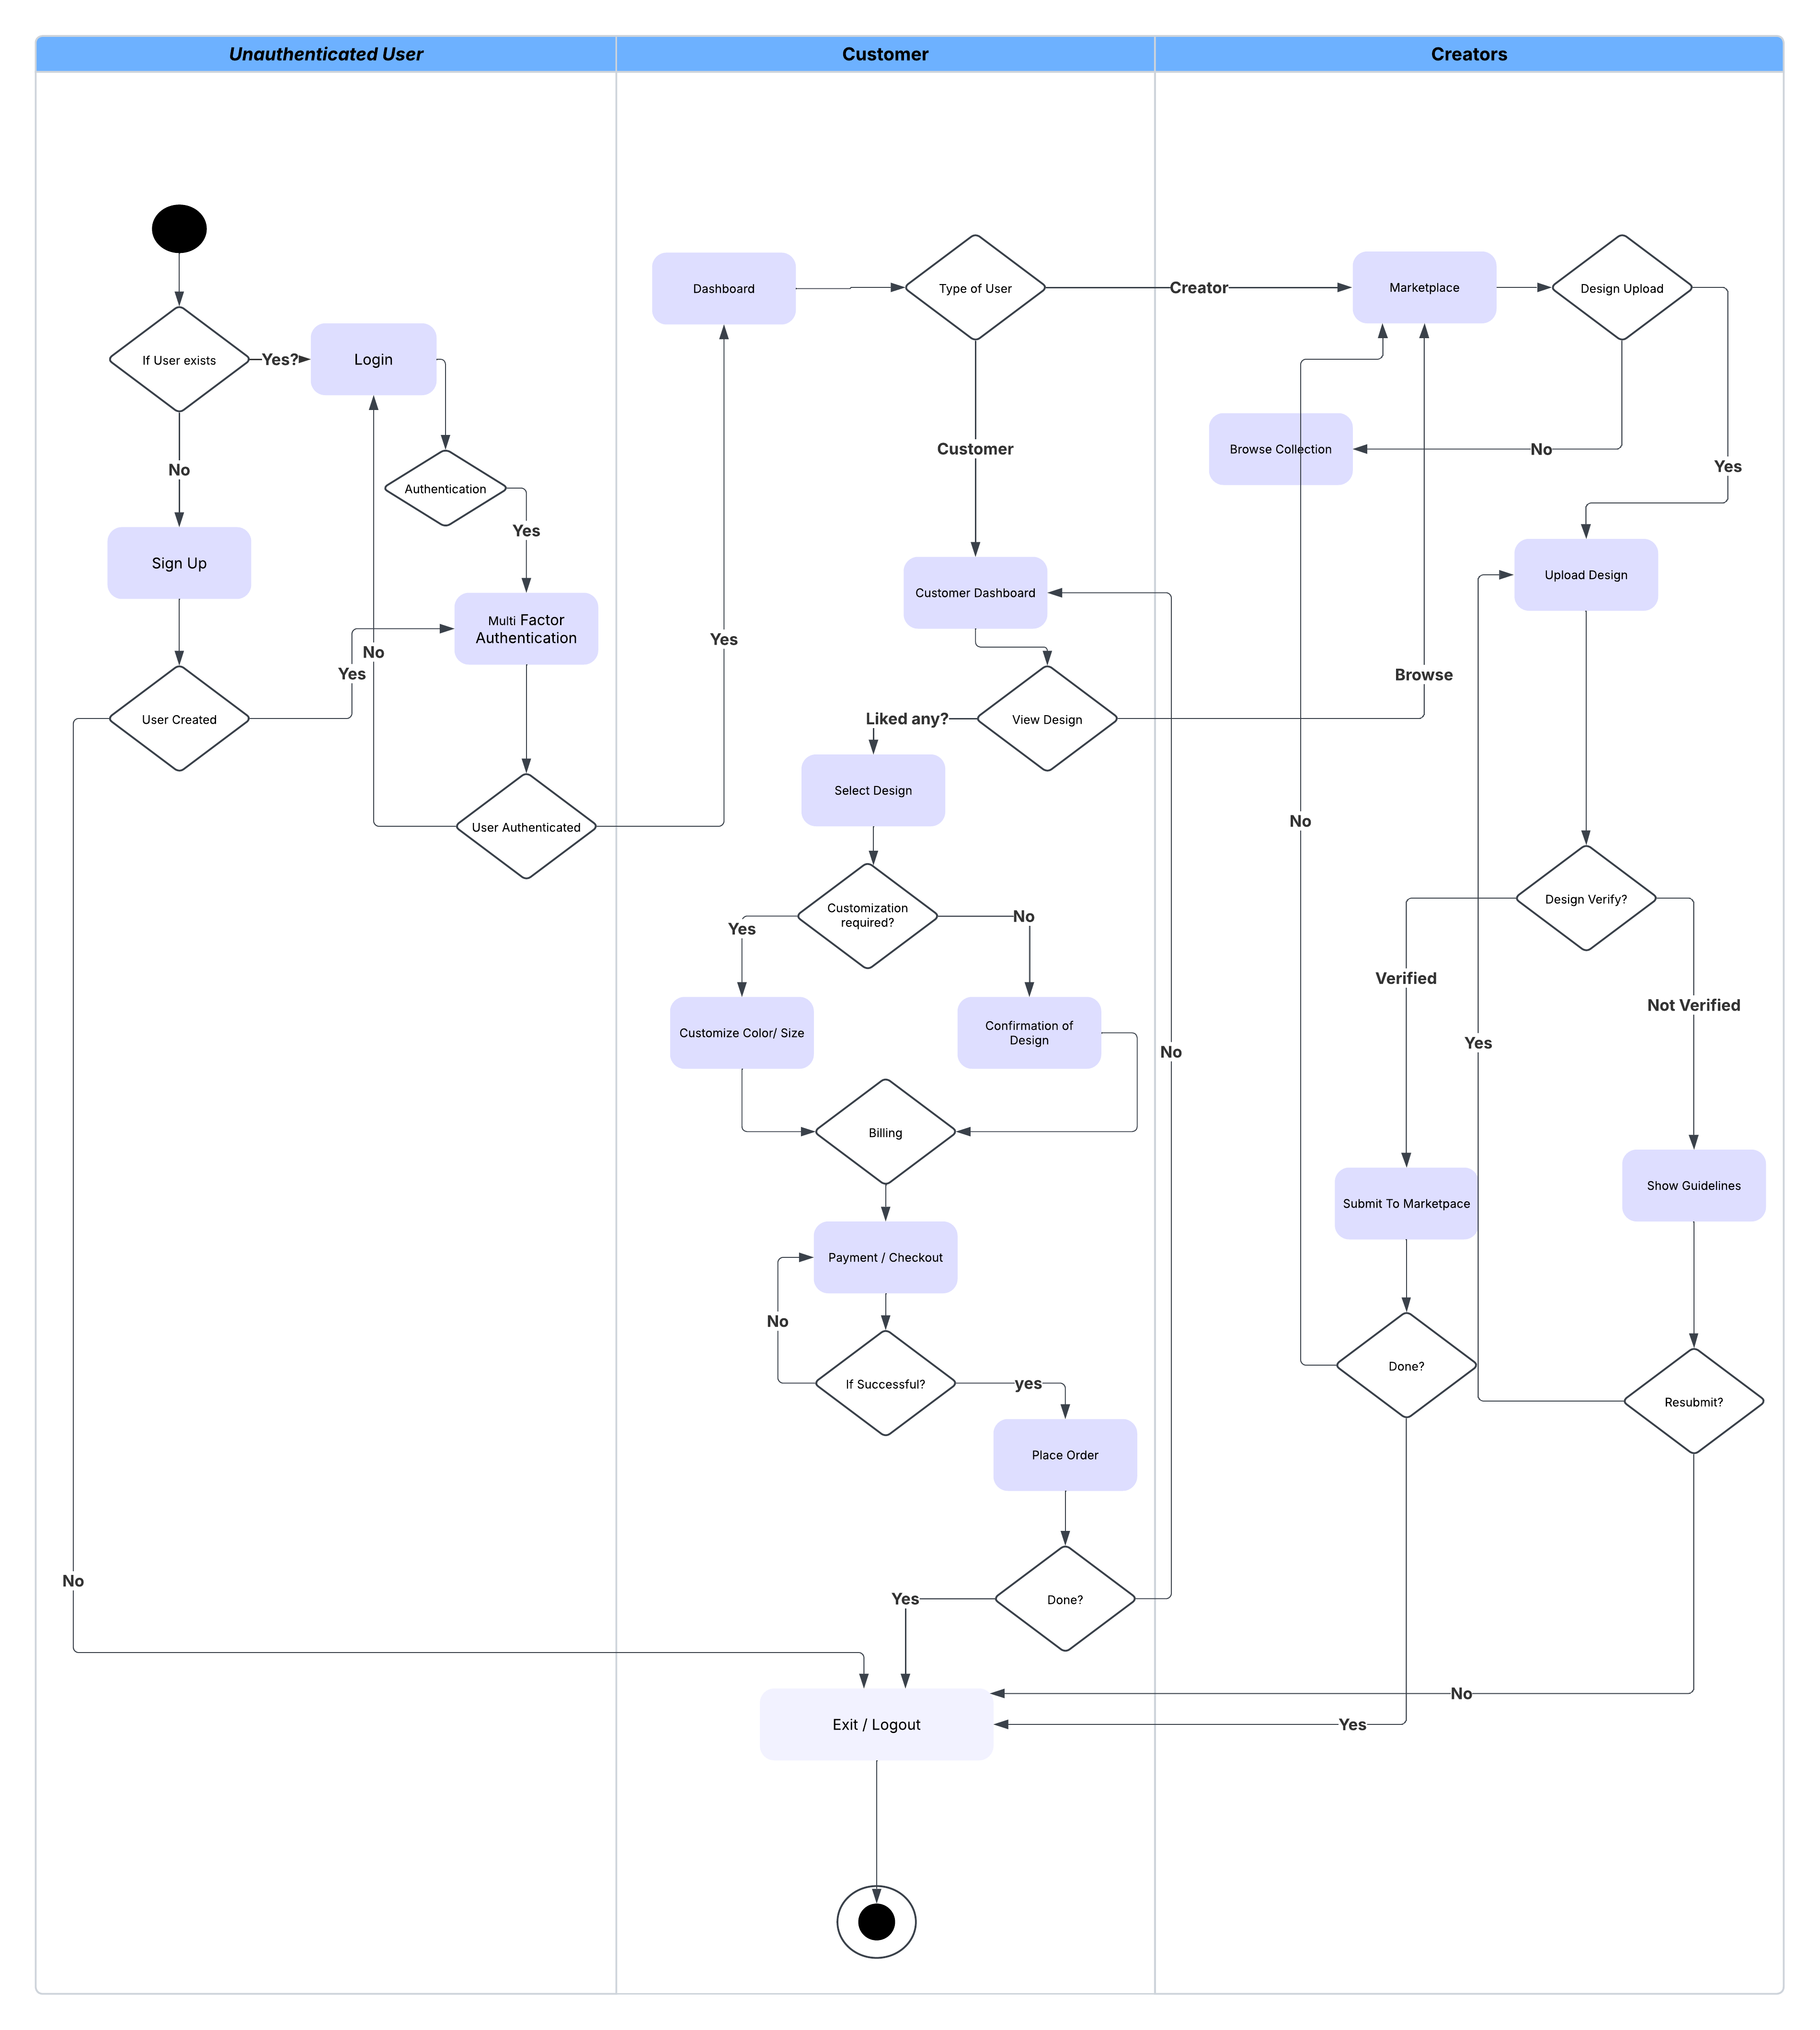 Unauthenticated User
Customer
Creators
Dashboard
Type of User
Creator
Marketplace
Design Upload
If User exists
Yes?
Login
Customer
Browse Collection
No
Yes
No
Authentication
Yes
Sign Up
Upload Design
Customer Dashboard
Multi Factor
Authentication
Yes
No
Yes
Browse
User Created
Liked any?
View Design
Select Design
User Authenticated
No
Customization
required?
Yes
No
Design Verify?
Verified
Not Verified
Customize Color/ Size
Confirmation of
Design
No
Yes
Billing
Show Guidelines
Submit To Marketpace
Payment / Checkout
No
If Successful?
yes
Done?
Resubmit?
Place Order
No
Yes
Done?
No
Exit / Logout
Yes